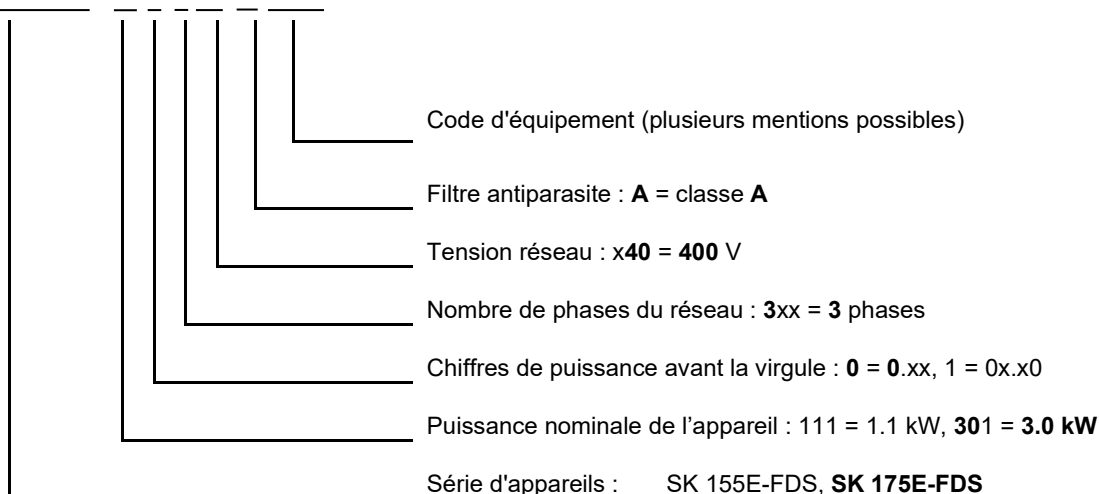 Code d'équipement (plusieurs mentions possibles)
Filtre antiparasite : A = classe A
Tension réseau : x40 = 400 V
Nombre de phases du réseau : 3xx = 3 phases
Chiffres de puissance avant la virgule : 0 = 0.xx, 1 = 0x.x0
Puissance nominale de l’appareil : 111 = 1.1 kW, 301 = 3.0 kW
Série d'appareils : SK 155E-FDS, SK 175E-FDS